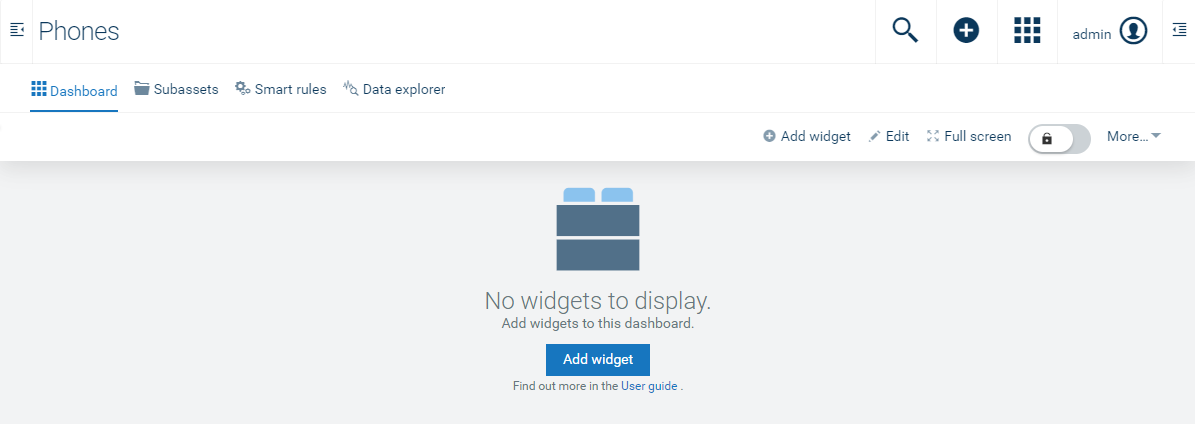 Phones
admin
Dashboard Subassets Smart rules Data explorer
Add widget Edit Full screen More...
No widgets to display.
Add widgets to this dashboard.
Add widget
Find out more in the User guide .